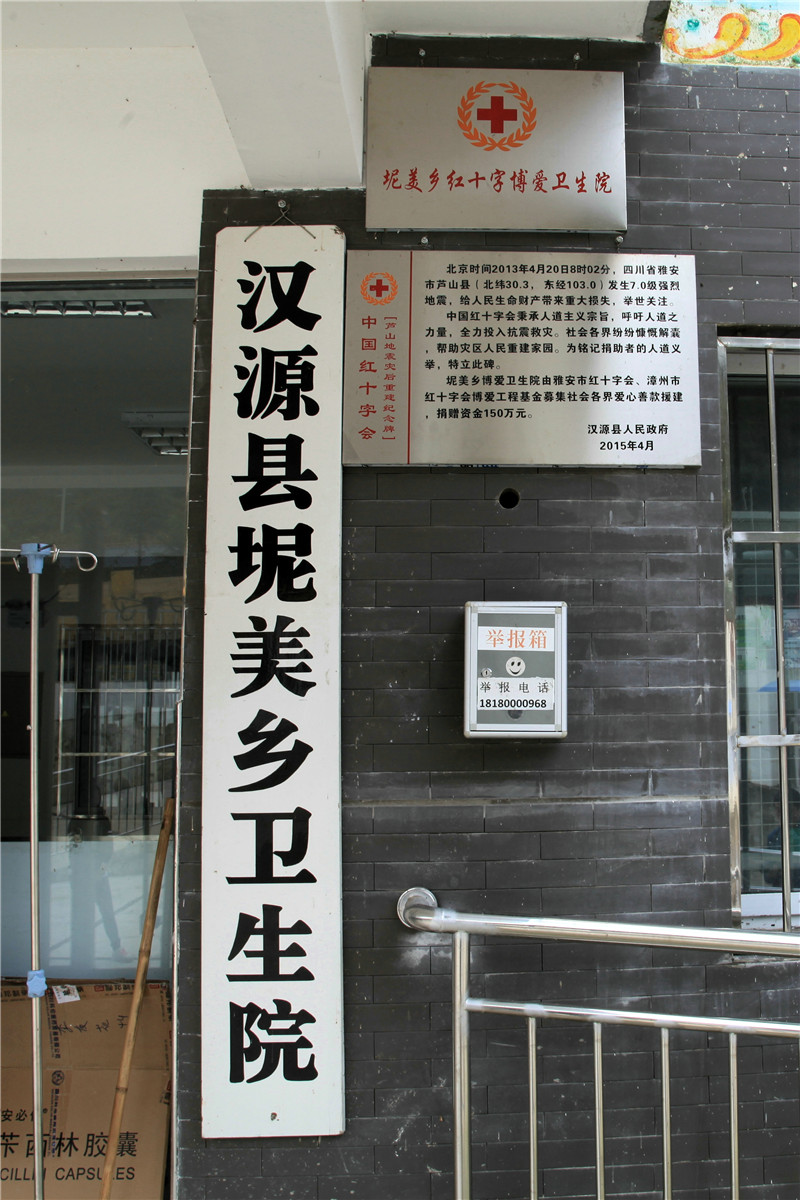 坭美乡红十字博爱卫生院
汉源县坭美乡卫生院
中国红十字会
[芦山地震灾后重建纪念牌]
北京时间2013年4月20日8时02分，四川省雅安
市芦山县（北纬30.3，东经103.0）发生7.0级强烈
地震，给人民生命财产带来重大损失，举世关注。
中国红十字会秉承人道主义宗旨，呼吁人道之
力量，全力投入抗震救灾。社会各界纷纷慷慨解囊
，帮助灾区人民重建家园。为铭记捐助者的人道义
举，特立此碑。
坭美乡博爱卫生院由雅安市红十字会、漳州市
红十字会博爱工程基金募集社会各界爱心善款援建
，捐赠资金150万元。
汉源县人民政府
2015年4月
举报箱
举报电话
18180000968
安必
西林胶囊
CILLIN CAPSULES